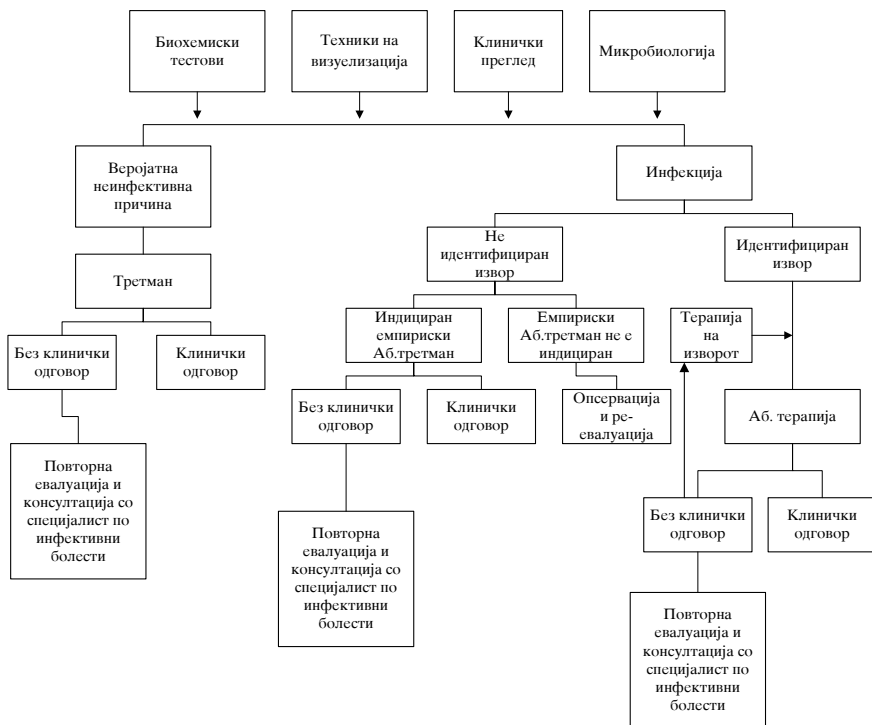 Биохемиски
тестови
Техники на
визуелизација
Клинички
преглед
Микробиологија
Веројатна
неинфективна
причина
Инфекција
Не
идентификиран
извор
Идентифициран
извор
Третман
Индициран
емпириски
Аб.третман
Емпириски
Аб.третман не е
индициран
Терапија
на
изворот
Без клинички
одговор
Клинички
одговор
Без клинички
одговор
Клинички
одговор
Опсервација
и ре-
евалуација
Аб. терапија
Повторна
евалуација и
консултација со
специјалист по
инфективни
болести
Без клинички
одговор
Клинички
одговор
Повторна
евалуација и
консултација со
специјалист по
инфективни
болести
Повторна
евалуација и
консултација со
специјалист по
инфективни
болести